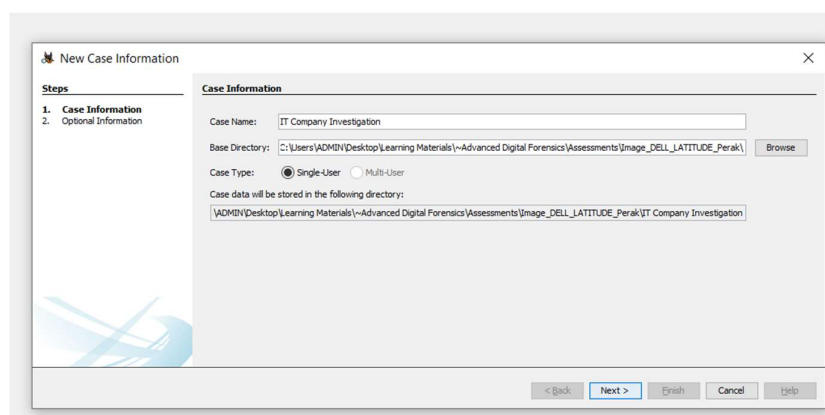 New Case Information
Steps
1. Case Information
2. Optional Information
Case Information
Case Name: IT Company Investigation
Base Directory: C:\Users\ADMIN\Desktop\Learning Materials\~Advanced Digital Forensics\Assessments\Image_DELL_LATITUDE_Perak\ Browse
Case Type: Single-User Multi-User
Case data will be stored in the following directory:
\ADMIN\Desktop\Learning Materials\~Advanced Digital Forensics\Assessments\Image_DELL_LATITUDE_Perak\IT Company Investigation
< Back Next > Finish Cancel Help